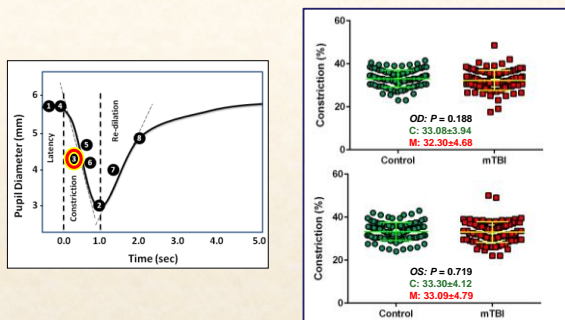 Pupil Diameter (mm)
6
5
4
3
Latency
Constriction
Re-dilation
1
4
3
5
6
2
7
8
0.0 1.0 2.0 3.0 4.0 5.0
Time (sec)
Constriction (%)
60
40
20
0
OD: P = 0.188
C: 33.08±3.94
M: 32.30±4.68
Control mTBI
Constriction (%)
60
40
20
0
OS: P = 0.719
C: 33.30±4.12
M: 33.09±4.79
Control mTBI